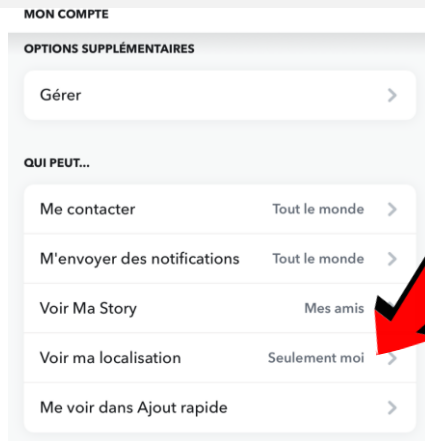 MON COMPTE
OPTIONS SUPPLÉMENTAIRES
Gérer
QUI PEUT...
Me contacter Tout le monde
M'envoyer des notifications Tout le monde
Voir Ma Story Mes amis
Voir ma localisation Seulement moi
Me voir dans Ajout rapide